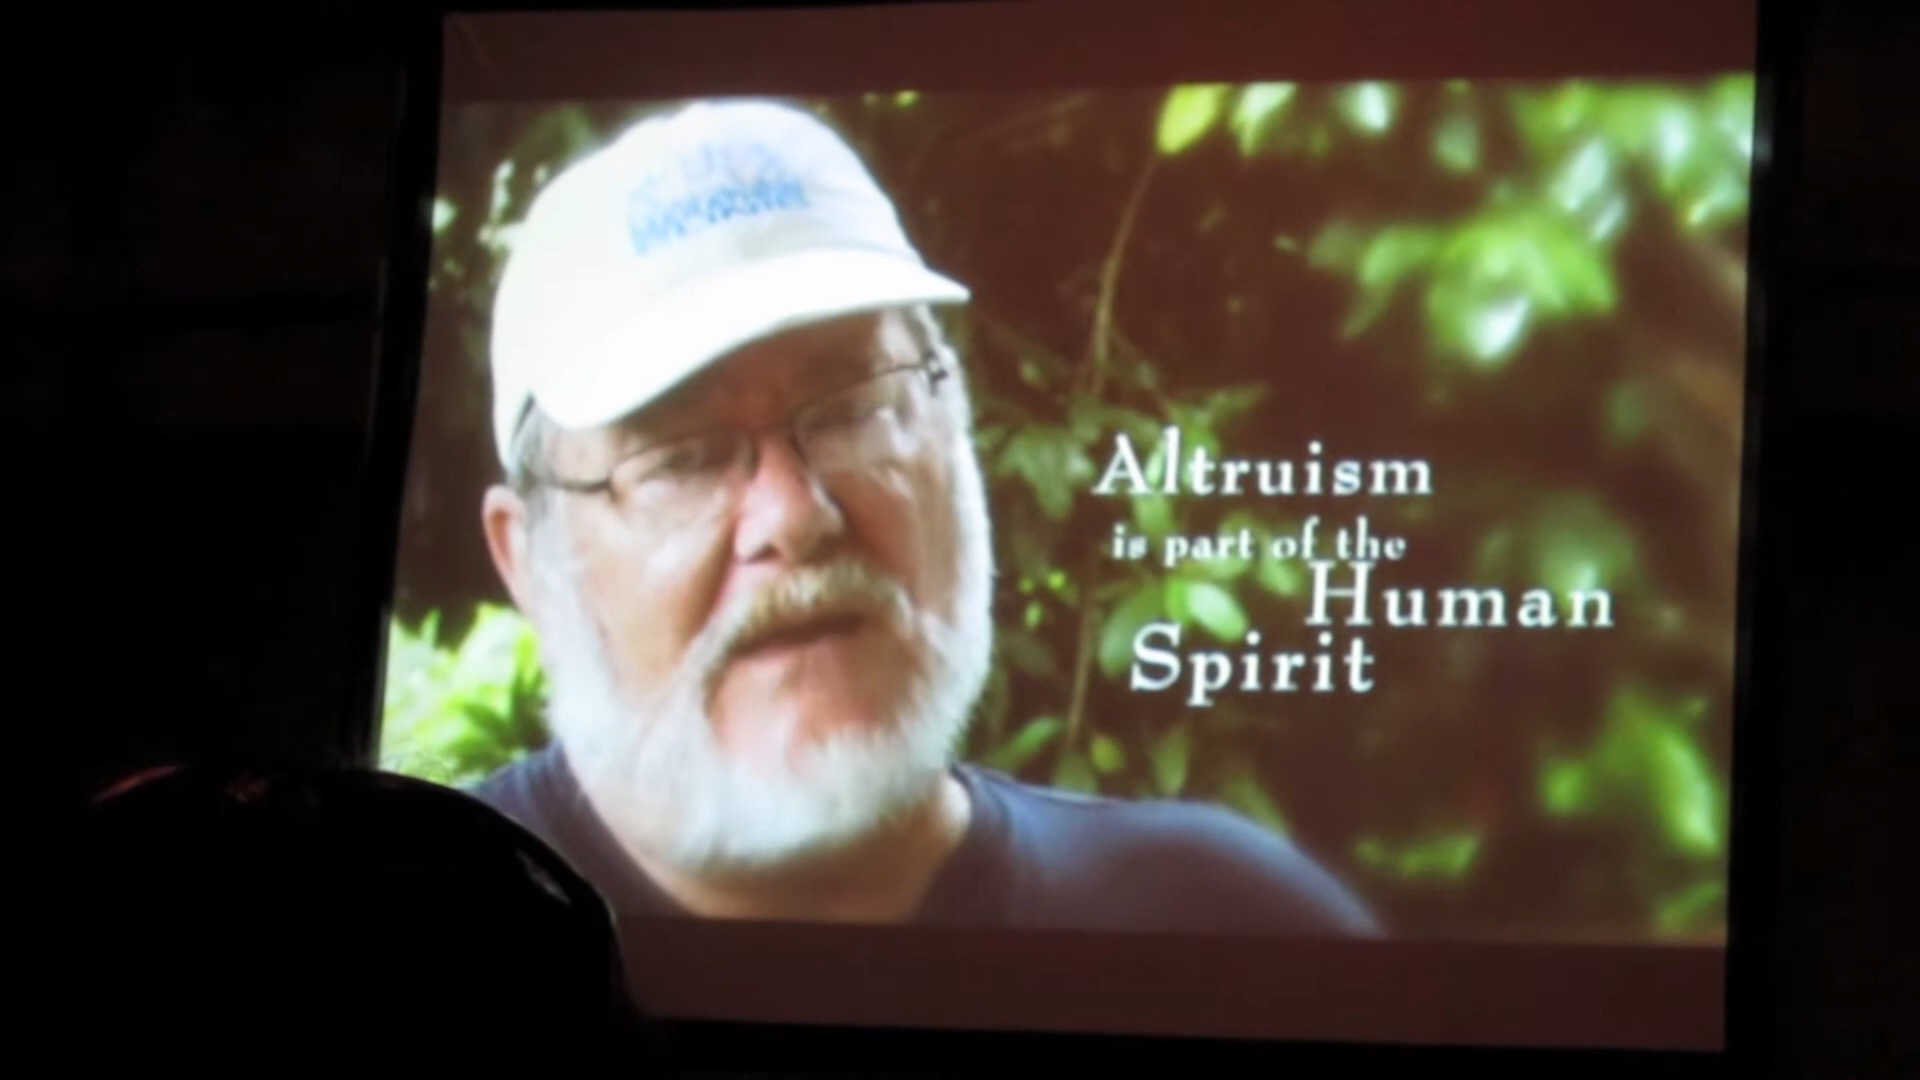 Altruism
is part of the
Human
Spirit